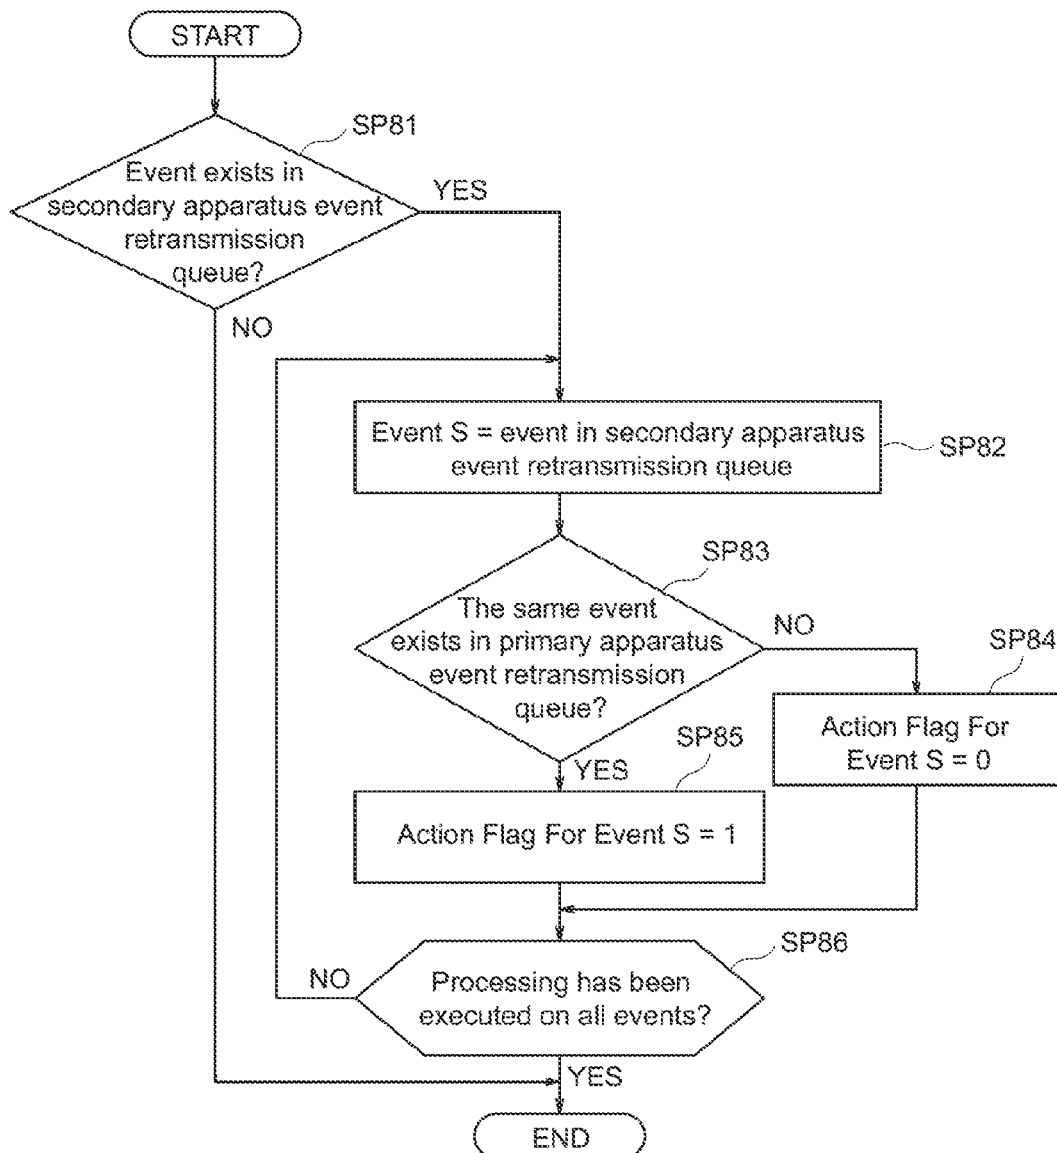 START
SP81
Event exists in
secondary apparatus event
retransmission
queue?
YES
NO
Event S = event in secondary apparatus
event retransmission queue
SP82
SP83
The same event
exists in primary apparatus
event retransmission
queue?
NO
SP84
Action Flag For
Event S = 0
SP85
YES
Action Flag For Event S = 1
SP86
NO
Processing has been
executed on all events?
YES
END